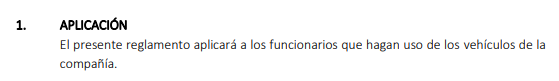 1. APLICACIÓN
El presente reglamento aplicará a los funcionarios que hagan uso de los vehículos de la
compañía.